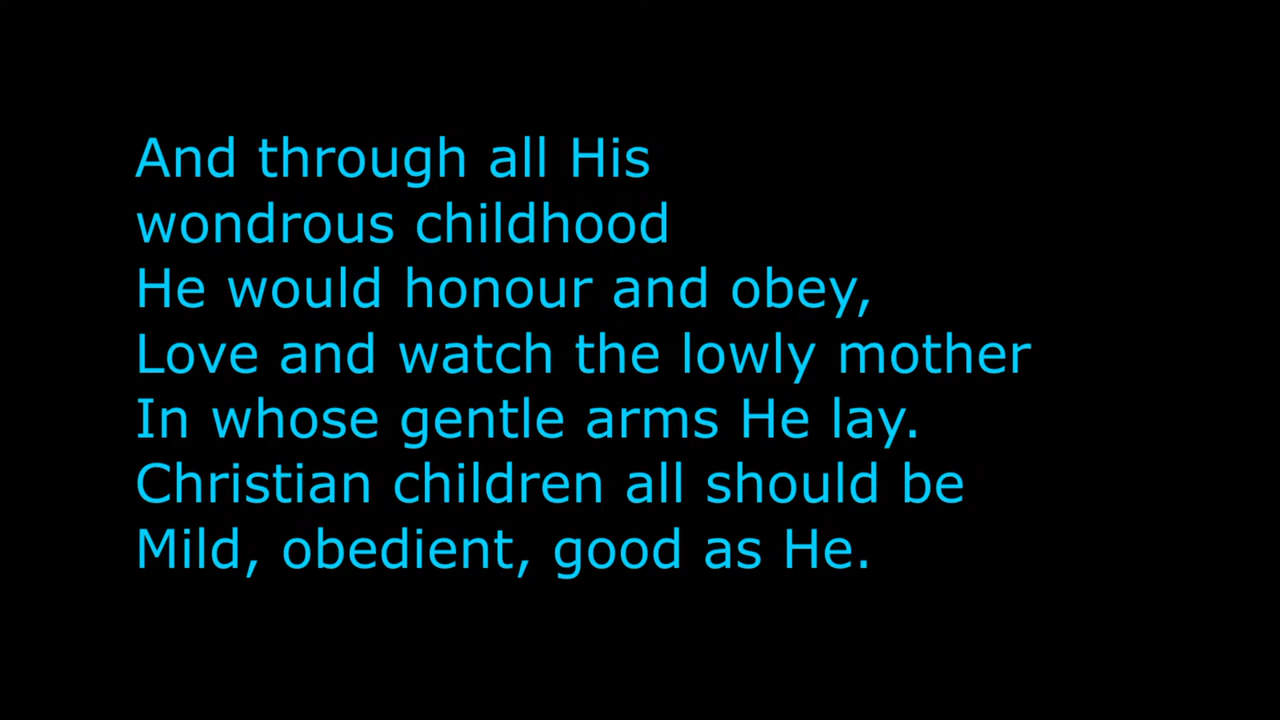 And through all His
wondrous childhood
He would honour and obey,
Love and watch the lowly mother
In whose gentle arms He lay.
Christian children all should be
Mild, obedient, good as He.